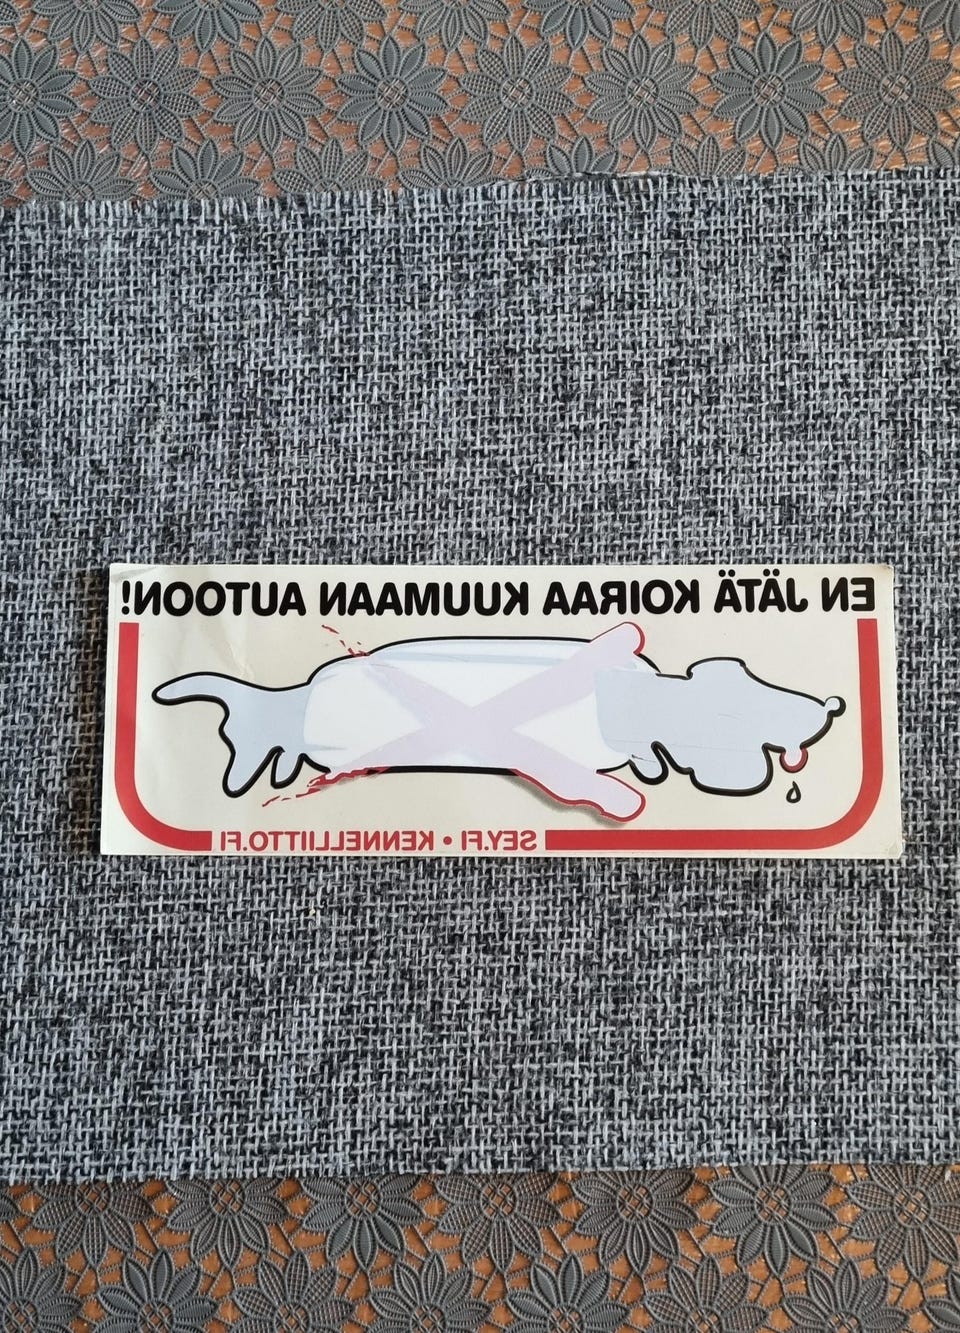 EN JÄTÄ KOIRAA KUUMAAN AUTOON!
SEY.FI • KENNELLIITTO.FI